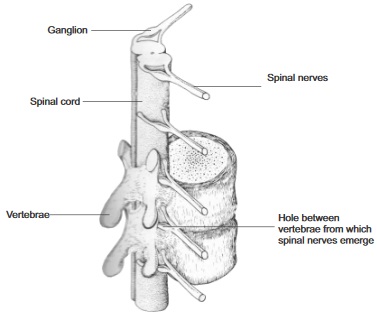 Ganglion
Spinal nerves
Spinal cord
Vertebrae
Hole between
vertebrae from which
spinal nerves emerge